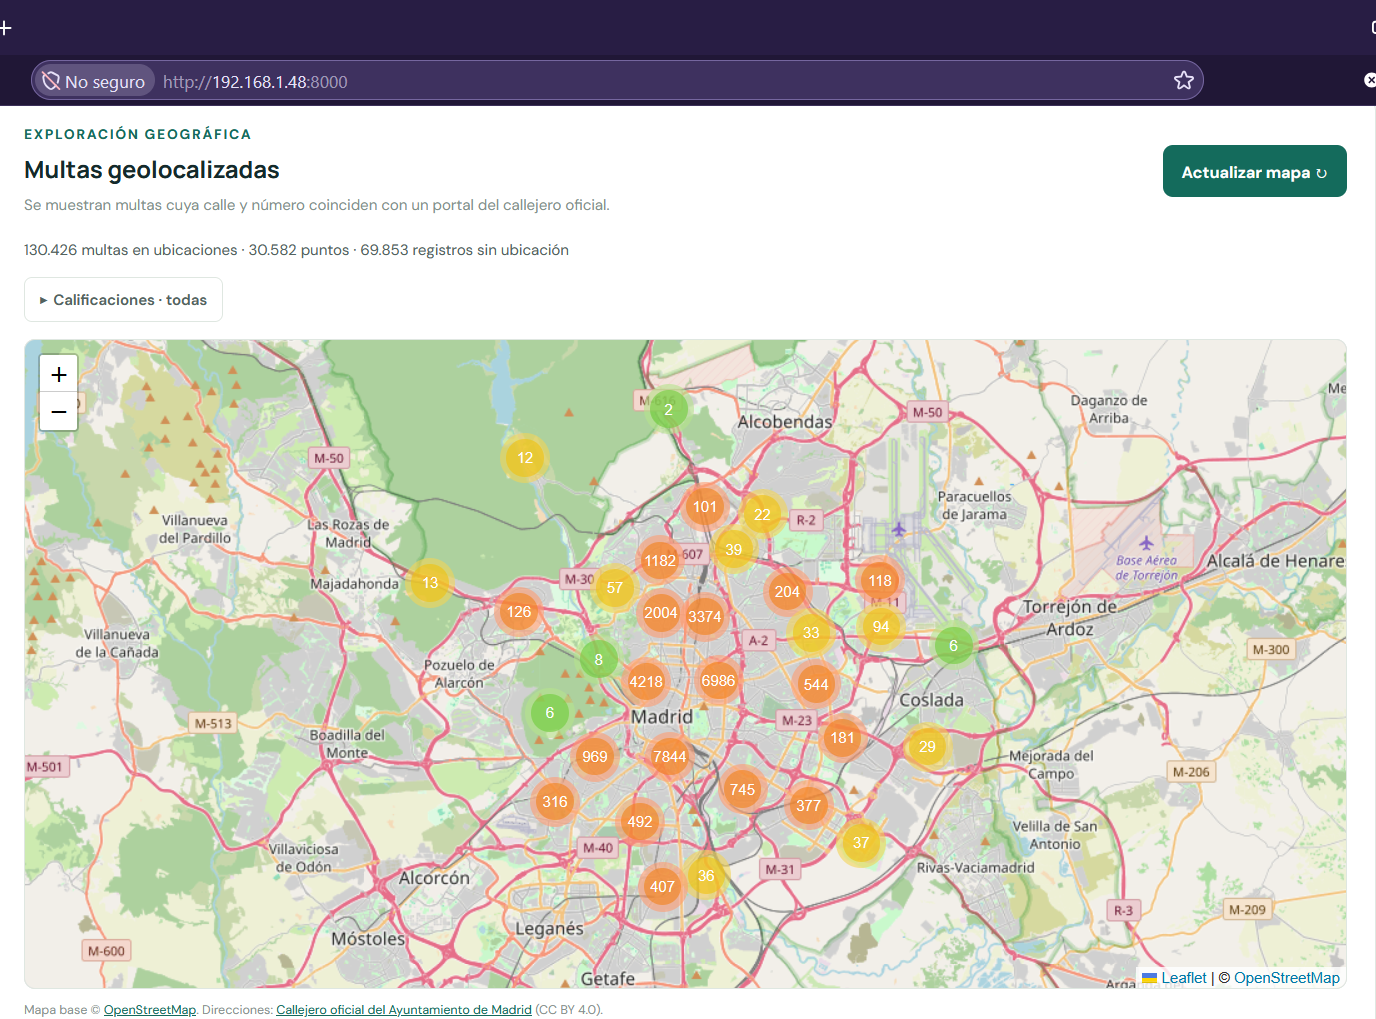 No seguro http://192.168.1.48:8000
EXPLORACIÓN GEOGRÁFICA
Multas geolocalizadas
Actualizar mapa ↻
Se muestran multas cuya calle y número coinciden con un portal del callejero oficial.
130.426 multas en ubicaciones · 30.582 puntos · 69.853 registros sin ubicación
▸ Calificaciones · todas
+
−
2
Alcobendas
M-50
Daganzo de
Arriba
M-50
12
Paracuellos
de Jarama
Villanueva
del Pardillo
Las Rozas de
Madrid
101
22
R-2
39
1182
607
Base Aérea
de Torrejón
Alcalá de Henare
Majadahonda
13
M-30
57
204
118
126
2004
3374
Torrejón de
Ardoz
33
94
A-2
6
Villanueva
de la Cañada
M-300
8
Pozuelo de
Alarcón
4218
6986
544
Coslada
6
Madrid
M-513
M-23
181
29
Boadilla del
Monte
969
7844
Mejorada del
Campo
M-501
M-206
745
316
377
492
Velilla de San
Antonio
37
M-40
Villaviciosa
de Odón
Alcorcón
407
36
M-31
Rivas-Vaciamadrid
R-3
M-209
Leganés
Móstoles
M-600
Getafe
Leaflet | © OpenStreetMap
Mapa base © OpenStreetMap. Direcciones: Callejero oficial del Ayuntamiento de Madrid (CC BY 4.0).